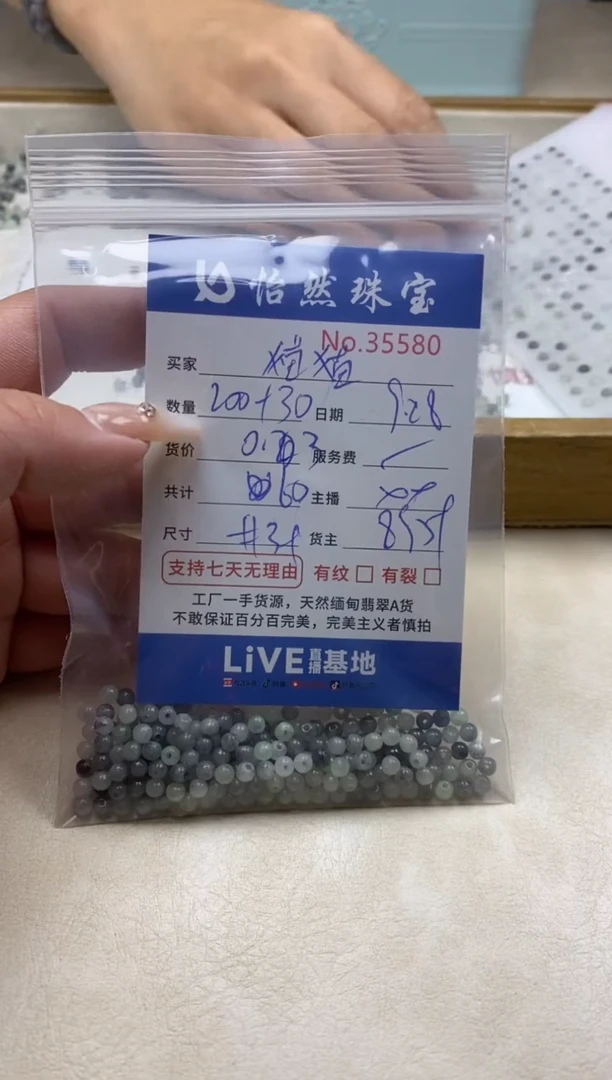 怡然珠宝
No.35580
买家
数量 200+30 日期 9.28
货价 服务费
共计 60 主播
尺寸 货主
支持七天无理由 有纹 有裂
工厂一手货源，天然缅甸翡翠A货
不敢保证百分百完美，完美主义者慎拍
LiVE直播基地